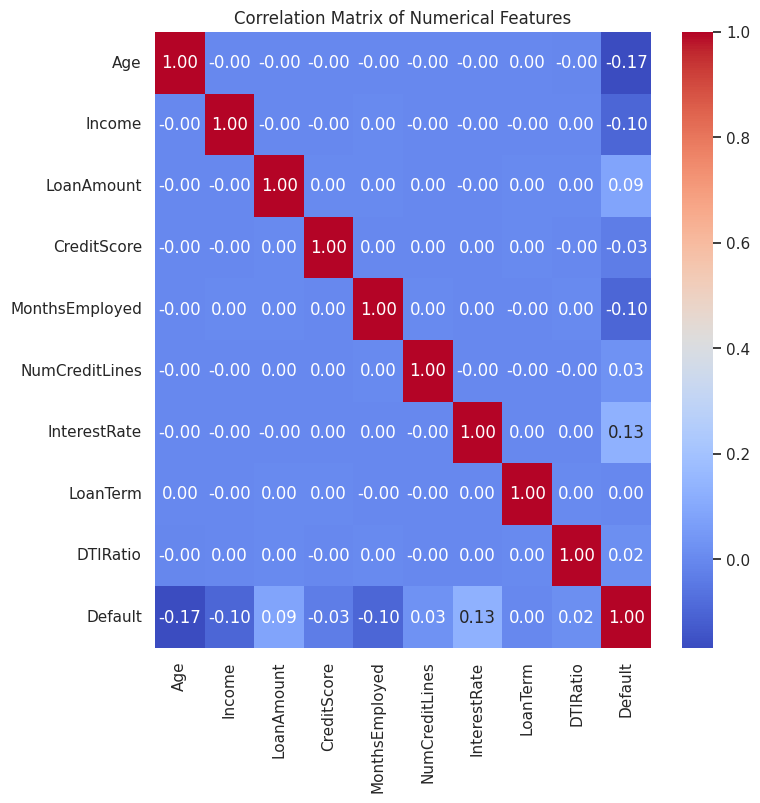 Correlation Matrix of Numerical Features
Age 1.00 -0.00 -0.00 -0.00 -0.00 -0.00 -0.00 0.00 -0.00 -0.17
Income -0.00 1.00 -0.00 -0.00 0.00 -0.00 -0.00 -0.00 0.00 -0.10
LoanAmount -0.00 -0.00 1.00 0.00 0.00 0.00 -0.00 0.00 0.00 0.09
CreditScore -0.00 -0.00 0.00 1.00 0.00 0.00 0.00 0.00 -0.00 -0.03
MonthsEmployed -0.00 0.00 0.00 0.00 1.00 0.00 0.00 -0.00 0.00 -0.10
NumCreditLines -0.00 -0.00 0.00 0.00 0.00 1.00 -0.00 -0.00 -0.00 0.03
InterestRate -0.00 -0.00 -0.00 0.00 0.00 -0.00 1.00 0.00 0.00 0.13
LoanTerm 0.00 -0.00 0.00 0.00 -0.00 -0.00 0.00 1.00 0.00 0.00
DTIRatio -0.00 0.00 0.00 -0.00 0.00 -0.00 0.00 0.00 1.00 0.02
Default -0.17 -0.10 0.09 -0.03 -0.10 0.03 0.13 0.00 0.02 1.00
Age
Income
LoanAmount
CreditScore
MonthsEmployed
NumCreditLines
InterestRate
LoanTerm
DTIRatio
Default
1.0
0.8
0.6
0.4
0.2
0.0